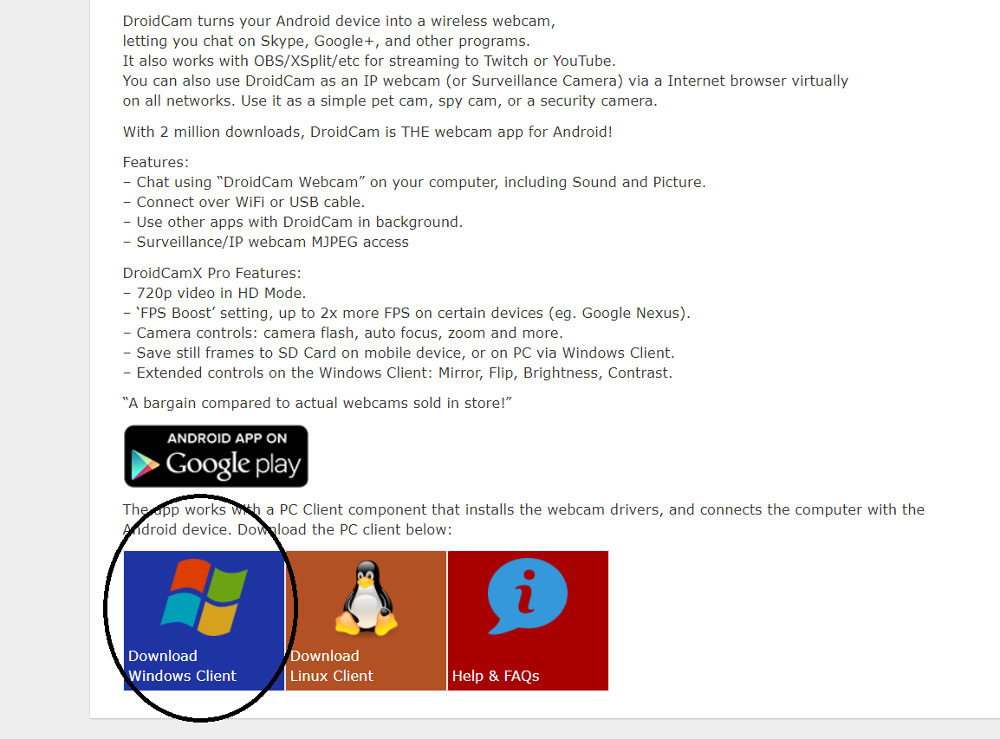 DroidCam turns your Android device into a wireless webcam,
letting you chat on Skype, Google+, and other programs.
It also works with OBS/XSplit/etc for streaming to Twitch or YouTube.
You can also use DroidCam as an IP webcam (or Surveillance Camera) via a Internet browser virtually
on all networks. Use it as a simple pet cam, spy cam, or a security camera.
With 2 million downloads, DroidCam is THE webcam app for Android!
Features:
– Chat using “DroidCam Webcam” on your computer, including Sound and Picture.
– Connect over WiFi or USB cable.
– Use other apps with DroidCam in background.
– Surveillance/IP webcam MJPEG access
DroidCamX Pro Features:
– 720p video in HD Mode.
– ‘FPS Boost’ setting, up to 2x more FPS on certain devices (eg. Google Nexus).
– Camera controls: camera flash, auto focus, zoom and more.
– Save still frames to SD Card on mobile device, or on PC via Windows Client.
– Extended controls on the Windows Client: Mirror, Flip, Brightness, Contrast.
“A bargain compared to actual webcams sold in store!”
ANDROID APP ON
Google play
The app works with a PC Client component that installs the webcam drivers, and connects the computer with the
Android device. Download the PC client below:
Download
Windows Client
Download
Linux Client
Help & FAQs